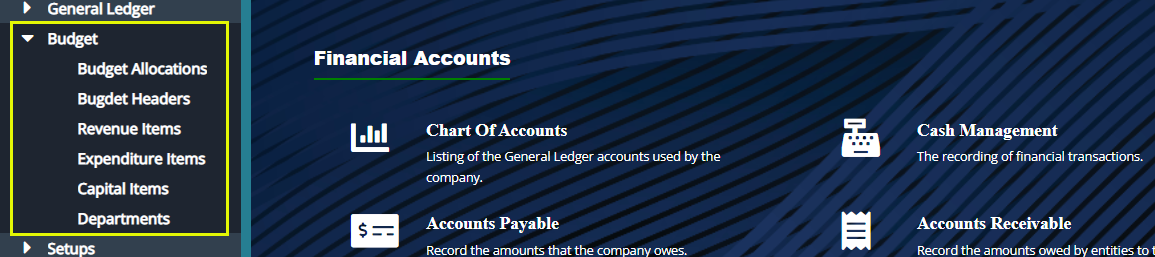 General Ledger
Budget
Budget Allocations
Bugdet Headers
Revenue Items
Expenditure Items
Capital Items
Departments
Setups
Financial Accounts
Chart Of Accounts
Listing of the General Ledger accounts used by the
company.
Cash Management
The recording of financial transactions.
$
Accounts Payable
Record the amounts that the company owes.
Accounts Receivable
Record the amounts owed by entities to